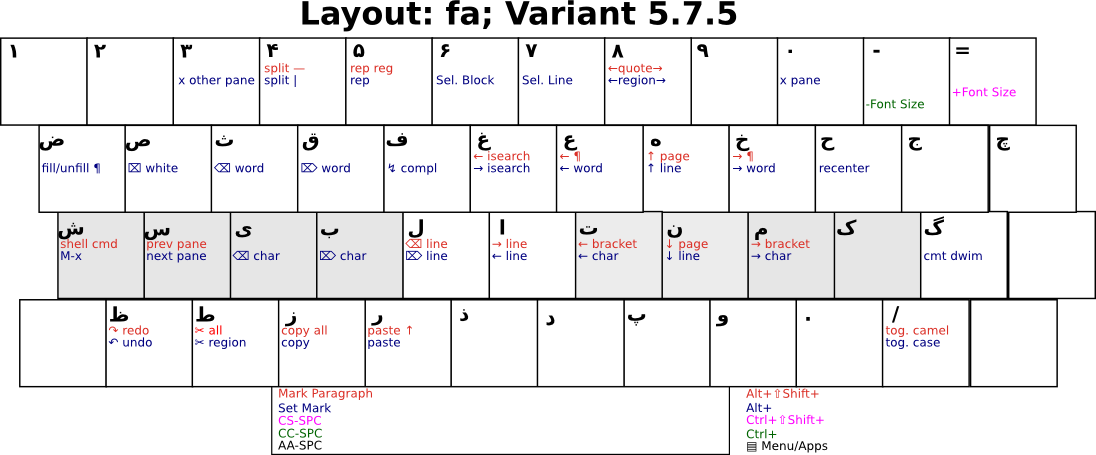 Layout: fa; Variant 5.7.5
۱ ۲ ۳ ۴ ۵ ۶ ۷ ۸ ۹ ۰ - =
split — rep reg ←quote→
x other pane split | rep Sel. Block Sel. Line ←region→ x pane
+Font Size
-Font Size
ض ص ث ق ف غ ع ه خ ح ج چ
← isearch ← ¶ ↑ page → ¶
fill/unfill ¶ ⌧ white ⌫ word ⌦ word ↯ compl → isearch ← word ↑ line → word recenter
ش س ی ب ل ا ت ن م ک گ
shell cmd prev pane ⌫ line → line ← bracket ↓ page → bracket
M-x next pane ⌫ char ⌦ char ⌦ line ← line ← char ↓ line → char cmt dwim
ظ ط ز ر ذ د پ و . /
↷ redo ✂ all copy all paste ↑ tog. camel
↶ undo ✂ region copy paste tog. case
Mark Paragraph Alt+⇧Shift+
Set Mark Alt+
CS-SPC Ctrl+⇧Shift+
CC-SPC Ctrl+
AA-SPC ▤ Menu/Apps